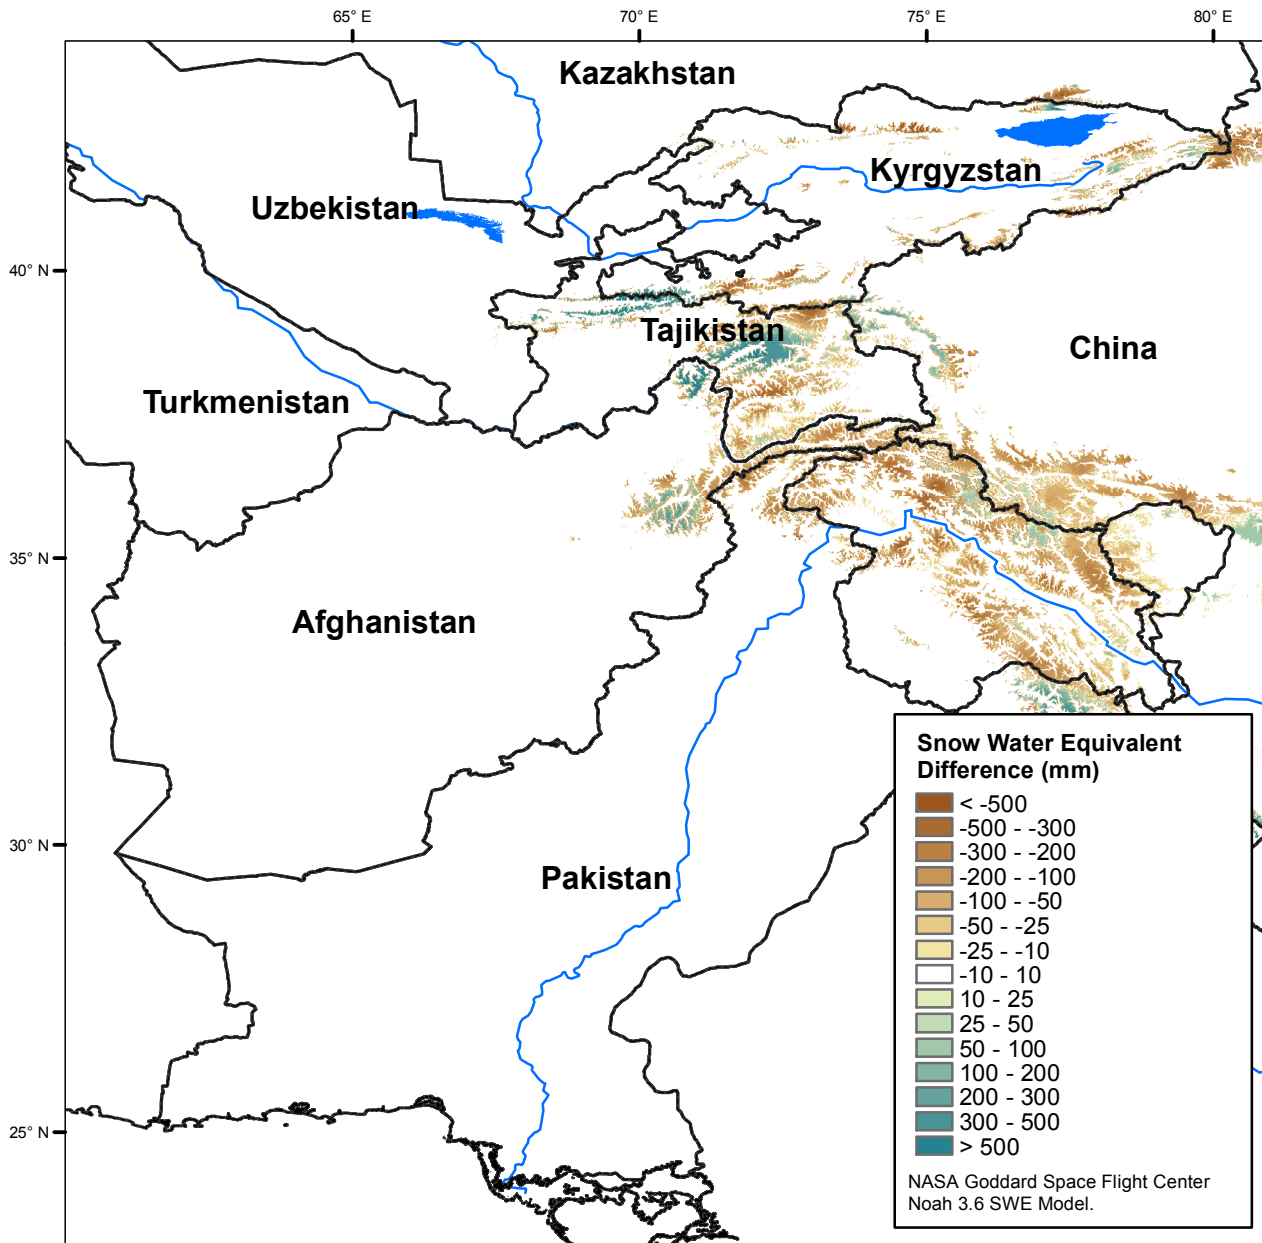 65° E
70° E
75° E
80° E
Kazakhstan
Kyrgyzstan
Uzbekistan
40° N
Tajikistan
China
Turkmenistan
35° N
Afghanistan
30° N
Pakistan
25° N
Snow Water Equivalent
Difference (mm)
< -500
-500 - -300
-300 - -200
-200 - -100
-100 - -50
-50 - -25
-25 - -10
-10 - 10
10 - 25
25 - 50
50 - 100
100 - 200
200 - 300
300 - 500
> 500
NASA Goddard Space Flight Center
Noah 3.6 SWE Model.